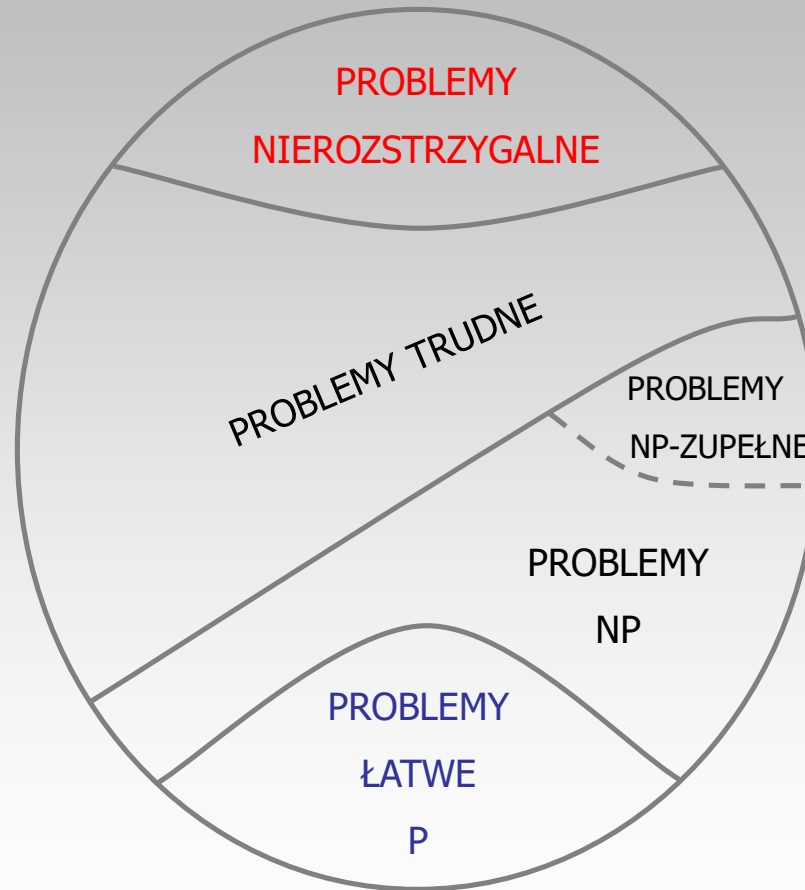 PROBLEMY
NIEROZSTRZYGALNE
PROBLEMY TRUDNE
PROBLEMY
NP-ZUPEŁNE
PROBLEMY
NP
PROBLEMY
ŁATWE
P